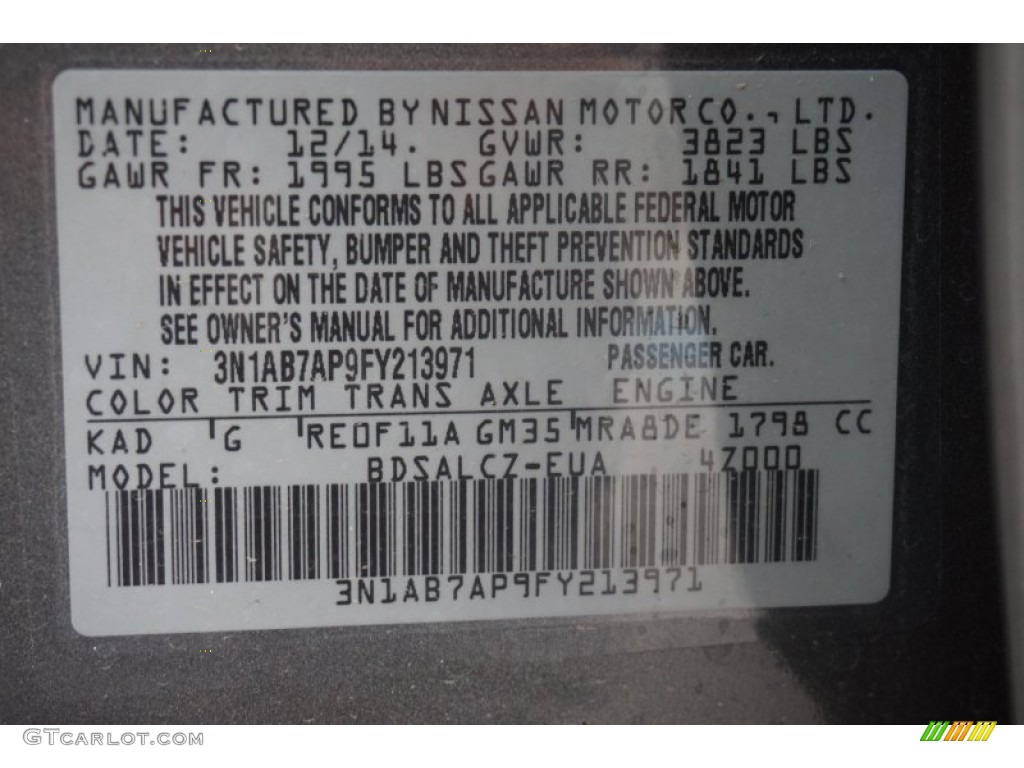 MANUFACTURED BY NISSAN MOTOR CO., LTD.
DATE: 12/14. GVWR: 3823 LBS
GAWR FR: 1995 LBS GAWR RR: 1841 LBS
THIS VEHICLE CONFORMS TO ALL APPLICABLE FEDERAL MOTOR
VEHICLE SAFETY, BUMPER AND THEFT PREVENTION STANDARDS
IN EFFECT ON THE DATE OF MANUFACTURE SHOWN ABOVE.
SEE OWNER'S MANUAL FOR ADDITIONAL INFORMATION.
VIN: 3N1AB7AP9FY213971 PASSENGER CAR.
COLOR TRIM TRANS AXLE ENGINE
KAD G RE0F11A GM35 MRA8DE 1798 CC
MODEL: BDSALCZ-EUA 4Z000
3N1AB7AP9FY213971
GTCARLOT.COM